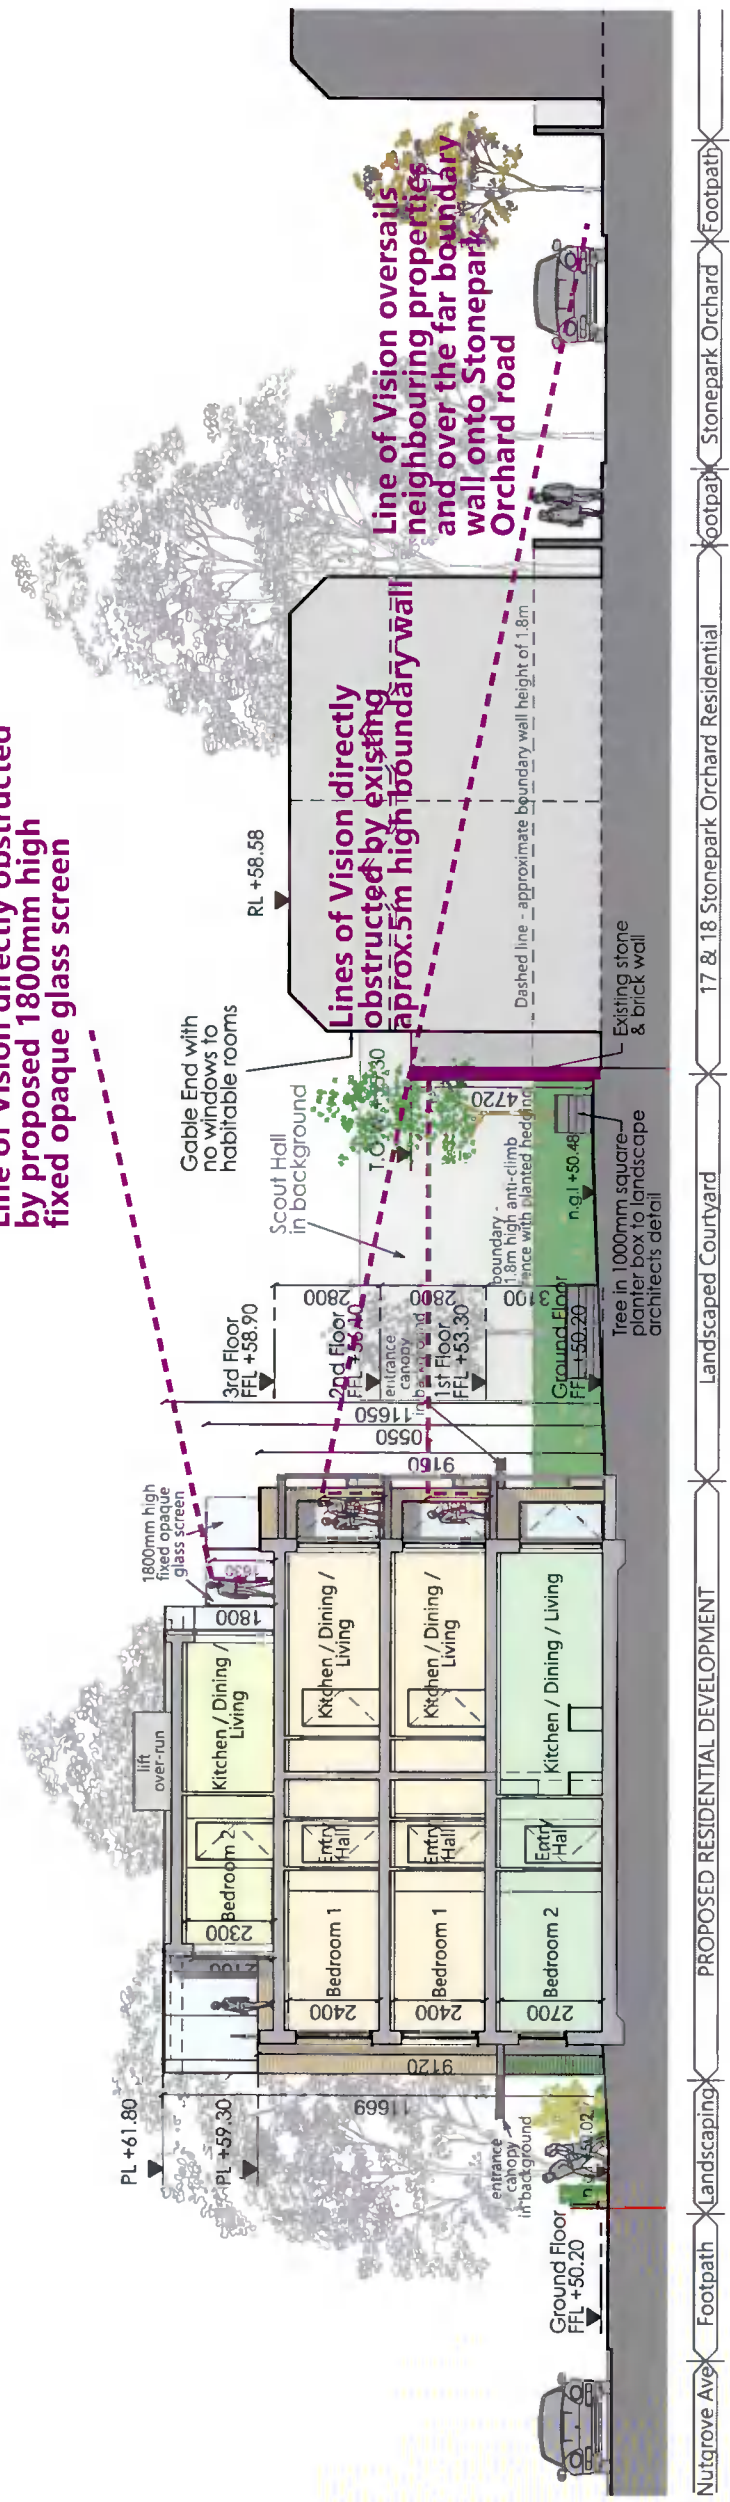 Line of Vision directly obstructed
by proposed 1800mm high
fixed opaque glass screen
Line of Vision oversails
neighbouring properties
and over the far boundary
wall onto Stonepark
Orchard road
Lines of Vision directly
obstructed by existing
aprox.5m high boundary wall
RL +58.58
Gable End with
no windows to
habitable rooms
Scout Hall
in background
Dashed line - approximate boundary wall height of 1.8m
Existing stone
& brick wall
4720
boundary -
1.8m high anti-climb
fence with planted hedging
n.g.l +50.48
Tree in 1000mm square
planter box to landscape
architects detail
3rd Floor
FFL +58.90
2800
2nd Floor
2800
entrance
canopy
in background
1st Floor
FFL +53.30
3100
Ground Floor
FFL +50.20
11650
0550
9160
1800mm high
fixed opaque
glass screen
1630
1800
lift
over-run
Kitchen / Dining /
Living
Bedroom 2
2300
Kitchen / Dining /
Living
Entry
Hall
Bedroom 1
2400
Kitchen / Dining /
Living
Entry
Hall
Bedroom 1
2400
Kitchen / Dining / Living
Entry
Hall
Bedroom 2
2700
9120
11669
PL +61.80
PL +59.30
entrance
canopy
in background
Ground Floor
FFL +50.20
Nutgrove Ave
Footpath
Landscaping
PROPOSED RESIDENTIAL DEVELOPMENT
Landscaped Courtyard
17 & 18 Stonepark Orchard Residential
Footpath
Stonepark Orchard
Footpath